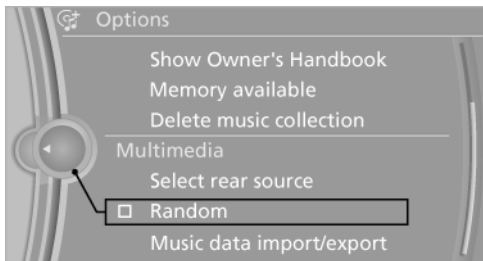 Options
Show Owner's Handbook
Memory available
Delete music collection
Multimedia
Select rear source
Random
Music data import/export